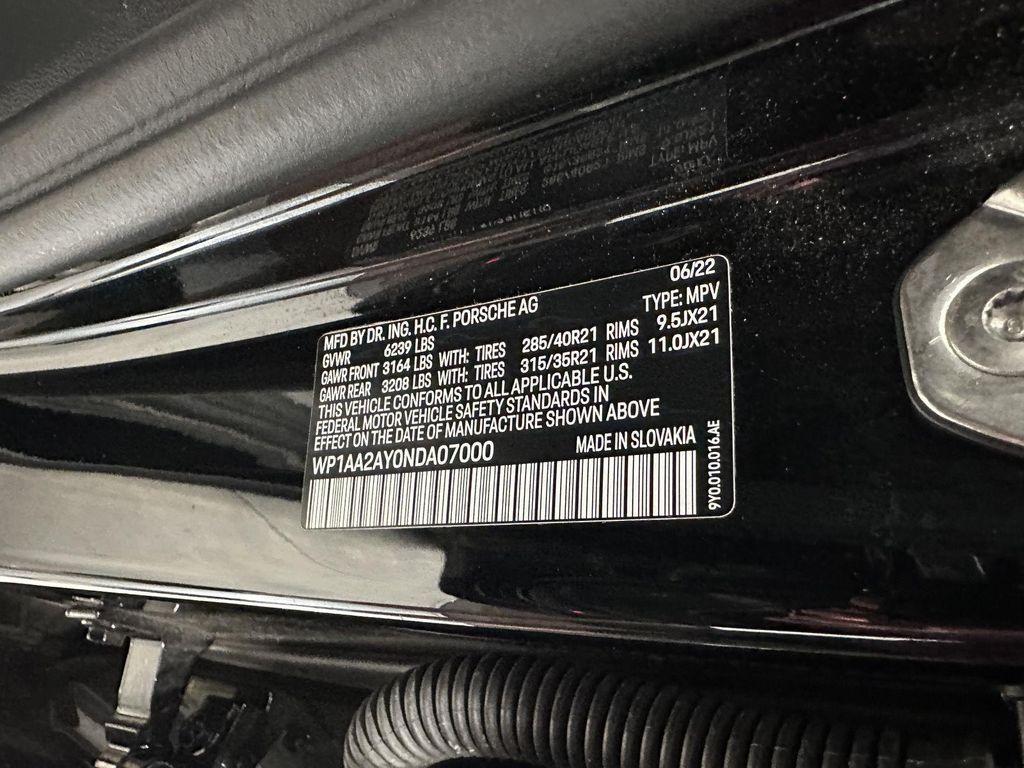 06/22
MFD BY DR. ING. H.C. F. PORSCHE AG
TYPE: MPV
GVWR 6239 LBS
GAWR FRONT 3164 LBS WITH: TIRES 285/40R21 RIMS 9.5JX21
GAWR REAR 3208 LBS WITH: TIRES 315/35R21 RIMS 11.0JX21
THIS VEHICLE CONFORMS TO ALL APPLICABLE U.S.
FEDERAL MOTOR VEHICLE SAFETY STANDARDS IN
EFFECT ON THE DATE OF MANUFACTURE SHOWN ABOVE
WP1AA2AY0NDA07000 MADE IN SLOVAKIA
9Y0.010.016.AE